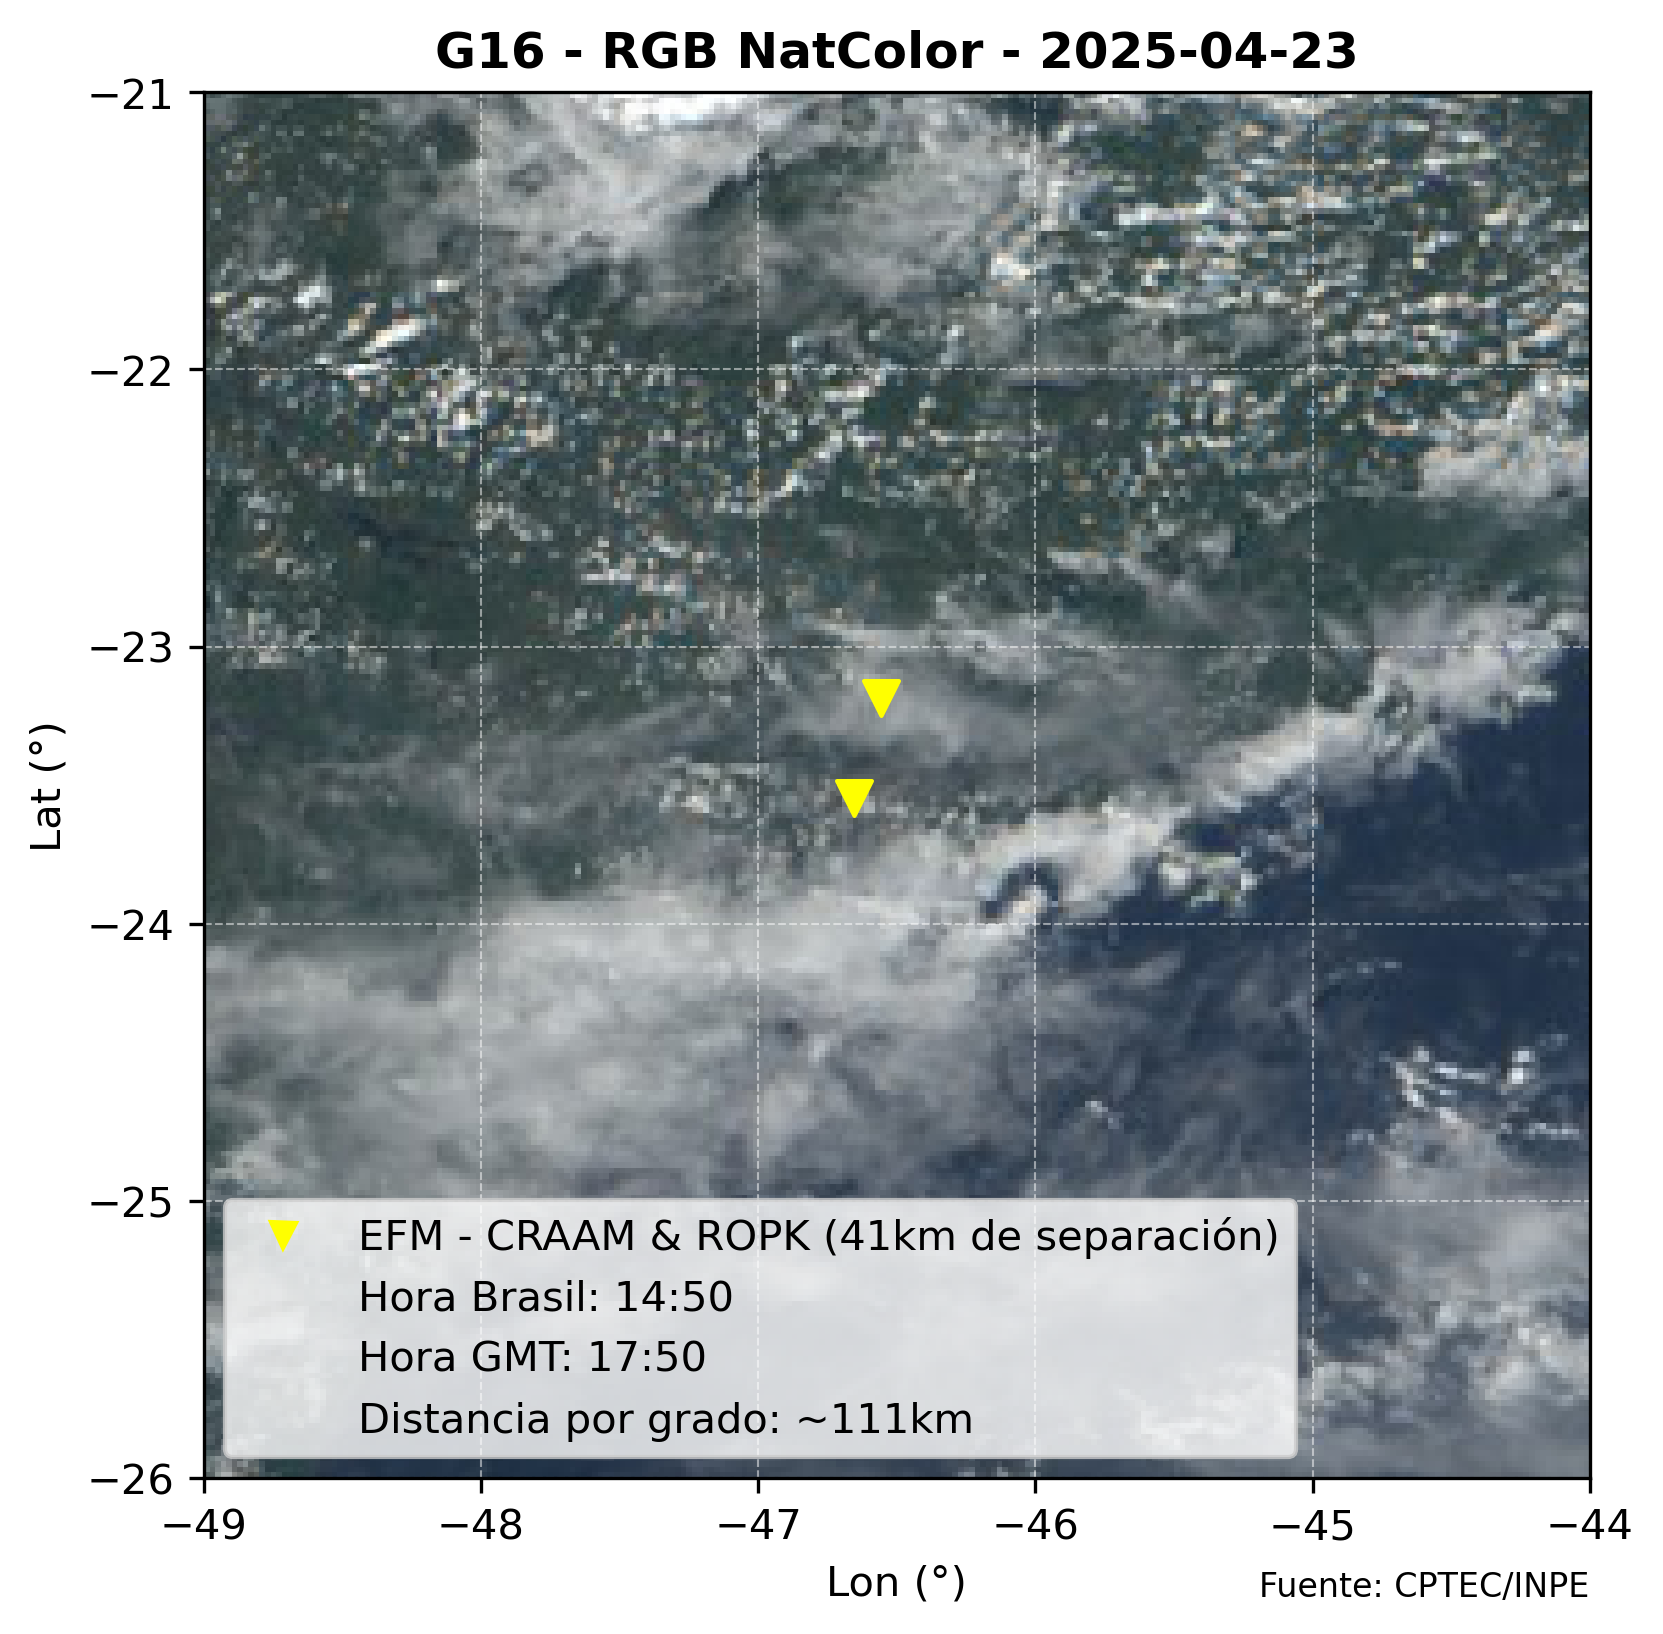 G16 - RGB NatColor - 2025-04-23
−21
−22
−23
−24
−25
−26
Lat (°)
EFM - CRAAM & ROPK (41km de separación)
Hora Brasil: 14:50
Hora GMT: 17:50
Distancia por grado: ~111km
−49
−48
−47
−46
−45
−44
Lon (°)
Fuente: CPTEC/INPE